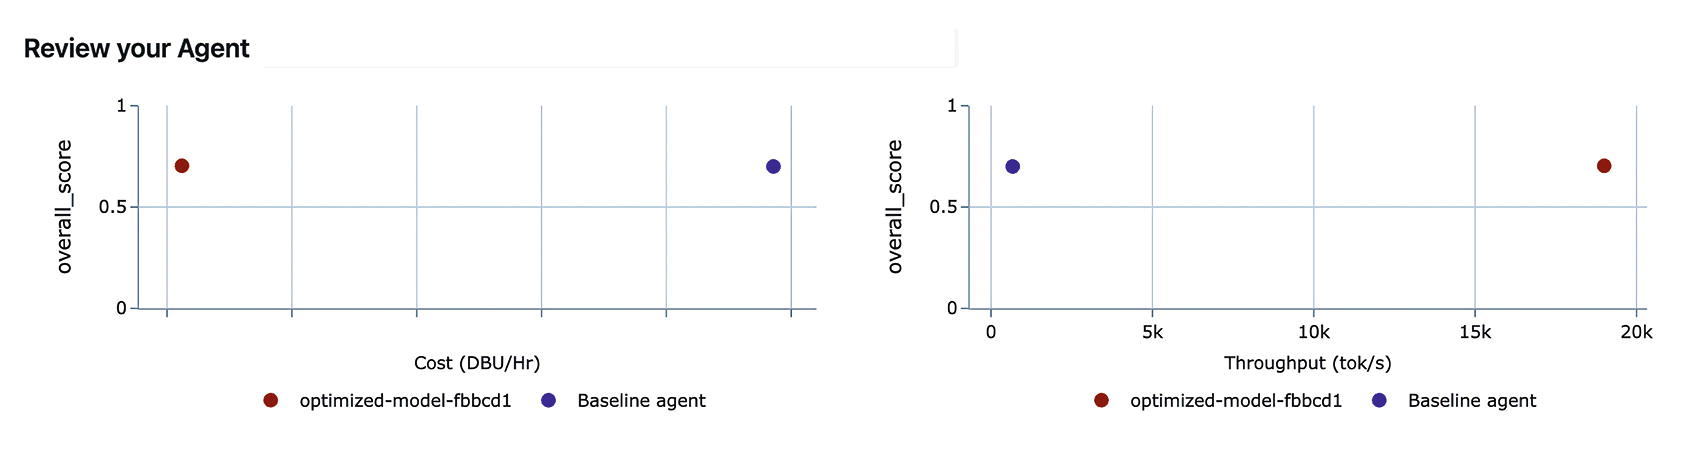 Review your Agent
1
0.5
0
overall_score
Cost (DBU/Hr)
optimized-model-fbbcd1
Baseline agent
1
0.5
0
overall_score
0
5k
10k
15k
20k
Throughput (tok/s)
optimized-model-fbbcd1
Baseline agent